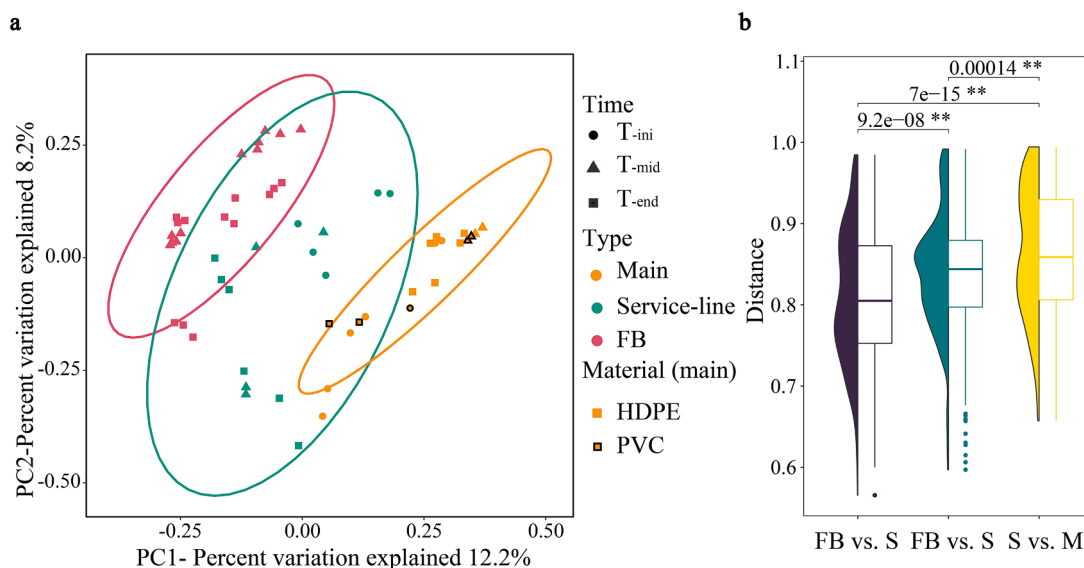 a
PC2-Percent variation explained 8.2%
0.25
0.00
-0.25
-0.50
-0.25
0.00
0.25
0.50
PC1- Percent variation explained 12.2%
Time
T-ini
T-mid
T-end
Type
Main
Service-line
FB
Material (main)
HDPE
PVC
b
Distance
1.1
1.0
0.9
0.8
0.7
0.6
0.00014 **
7e−15 **
9.2e−08 **
FB vs. S
FB vs. S
S vs. M